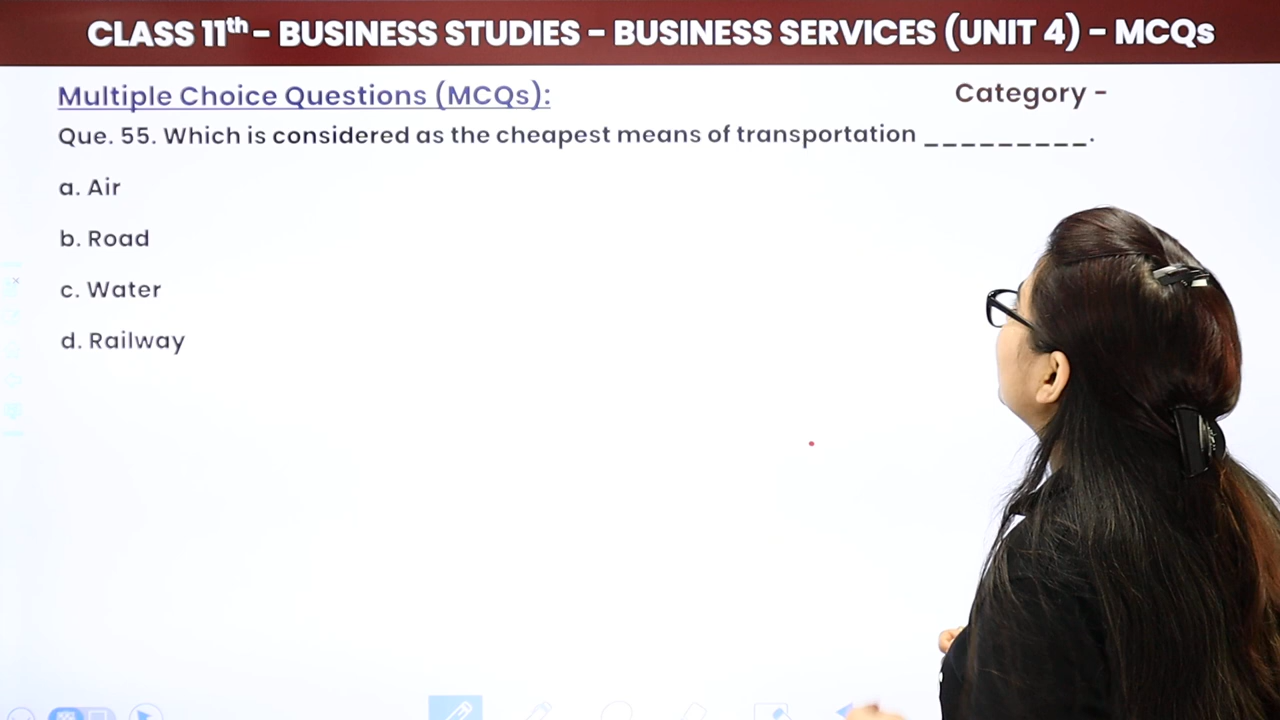 CLASS 11th – BUSINESS STUDIES – BUSINESS SERVICES (UNIT 4) – MCQs
Multiple Choice Questions (MCQs):
Category -
Que. 55. Which is considered as the cheapest means of transportation _________.
a. Air
b. Road
c. Water
d. Railway